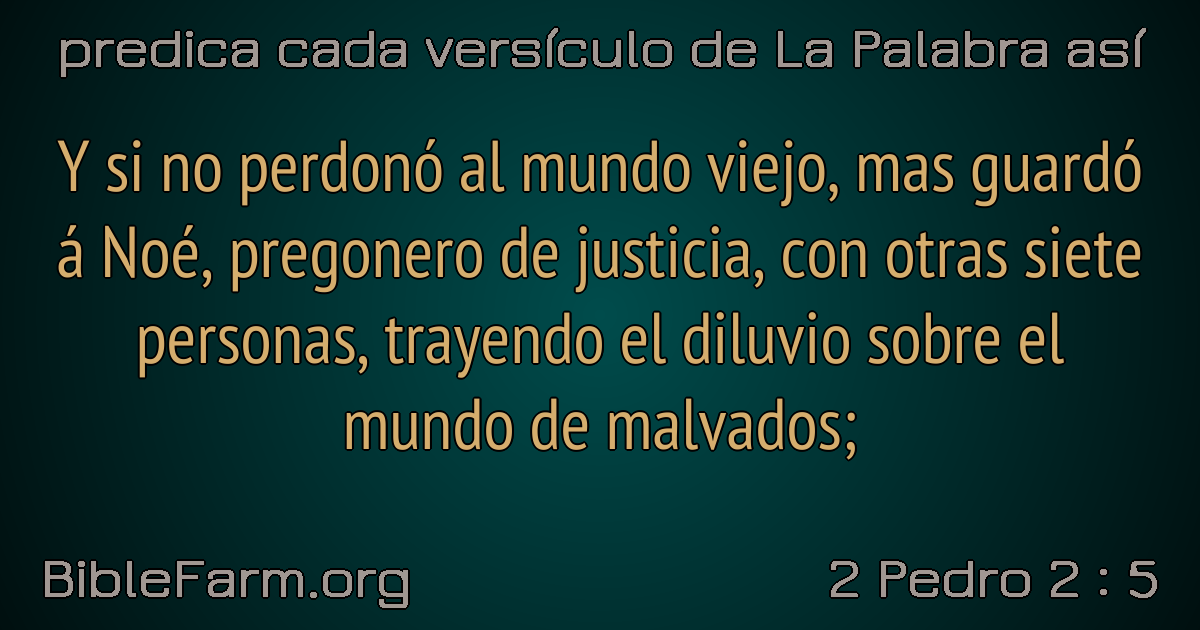 predica cada versículo de La Palabra así
Y si no perdonó al mundo viejo, mas guardó
á Noé, pregonero de justicia, con otras siete
personas, trayendo el diluvio sobre el
mundo de malvados;
BibleFarm.org
2 Pedro 2 : 5